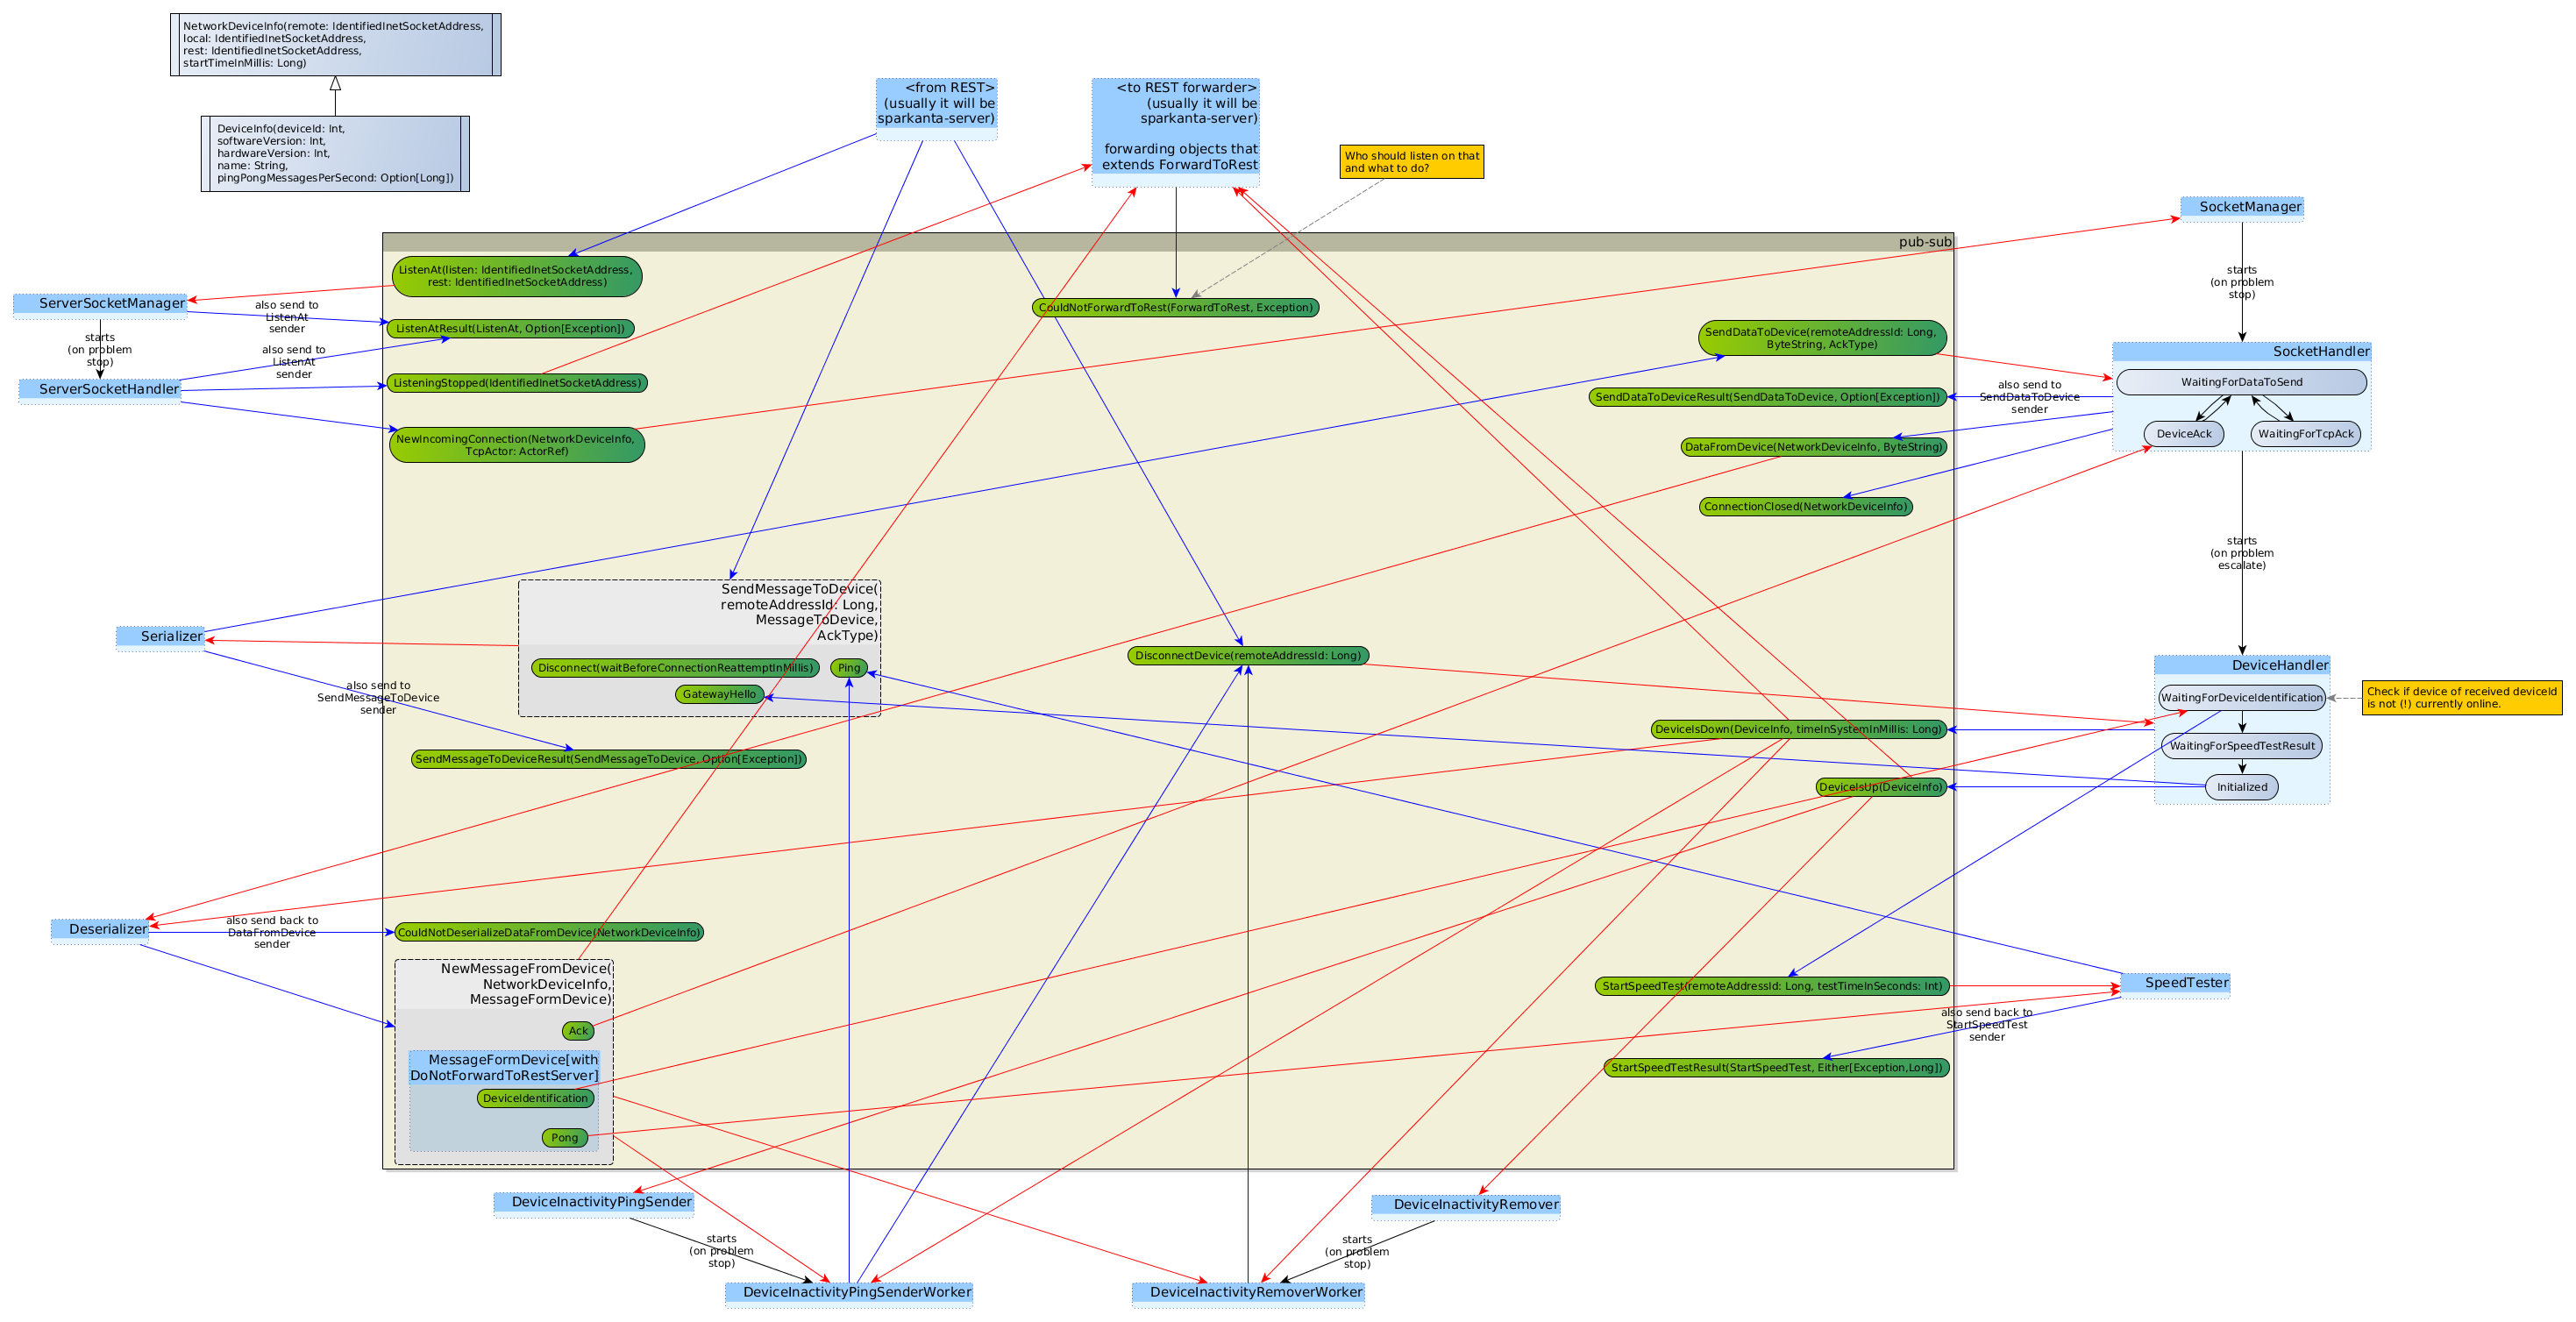 NetworkDeviceInfo(remote: IdentifiedInetSocketAddress,
local: IdentifiedInetSocketAddress,
rest: IdentifiedInetSocketAddress,
startTimeInMillis: Long)
DeviceInfo(deviceId: Int,
softwareVersion: Int,
hardwareVersion: Int,
name: String,
pingPongMessagesPerSecond: Option[Long])
<from REST>
(usually it will be
sparkanta-server)
<to REST forwarder>
(usually it will be
sparkanta-server)
forwarding objects that
extends ForwardToRest
Who should listen on that
and what to do?
SocketManager
pub-sub
ListenAt(listen: IdentifiedInetSocketAddress,
rest: IdentifiedInetSocketAddress)
starts
(on problem
stop)
ServerSocketManager
also send to
ListenAt
sender
CouldNotForwardToRest(ForwardToRest, Exception)
ListenAtResult(ListenAt, Option[Exception])
SendDataToDevice(remoteAddressId: Long,
ByteString, AckType)
starts
(on problem
stop)
also send to
ListenAt
sender
SocketHandler
ServerSocketHandler
ListeningStopped(IdentifiedInetSocketAddress)
WaitingForDataToSend
SendDataToDeviceResult(SendDataToDevice, Option[Exception])
also send to
SendDataToDevice
sender
NewIncomingConnection(NetworkDeviceInfo,
TcpActor: ActorRef)
DeviceAck
WaitingForTcpAck
DataFromDevice(NetworkDeviceInfo, ByteString)
ConnectionClosed(NetworkDeviceInfo)
starts
(on problem
escalate)
SendMessageToDevice(
remoteAddressId: Long,
MessageToDevice,
AckType)
Serializer
Disconnect(waitBeforeConnectionReattemptInMillis)
Ping
GatewayHello
DisconnectDevice(remoteAddressId: Long)
DeviceHandler
also send to
SendMessageToDevice
sender
WaitingForDeviceIdentification
Check if device of received deviceId
is not (!) currently online.
DeviceIsDown(DeviceInfo, timeInSystemInMillis: Long)
WaitingForSpeedTestResult
SendMessageToDeviceResult(SendMessageToDevice, Option[Exception])
DeviceIsUp(DeviceInfo)
Initialized
Deserializer
also send back to
DataFromDevice
sender
CouldNotDeserializeDataFromDevice(NetworkDeviceInfo)
NewMessageFromDevice(
NetworkDeviceInfo,
MessageFormDevice)
StartSpeedTest(remoteAddressId: Long, testTimeInSeconds: Int)
SpeedTester
Ack
also send back to
StartSpeedTest
sender
MessageFormDevice[with
DoNotForwardToRestServer]
StartSpeedTestResult(StartSpeedTest, Either[Exception,Long])
DeviceIdentification
Pong
DeviceInactivityPingSender
DeviceInactivityRemover
starts
(on problem
stop)
starts
(on problem
stop)
DeviceInactivityPingSenderWorker
DeviceInactivityRemoverWorker